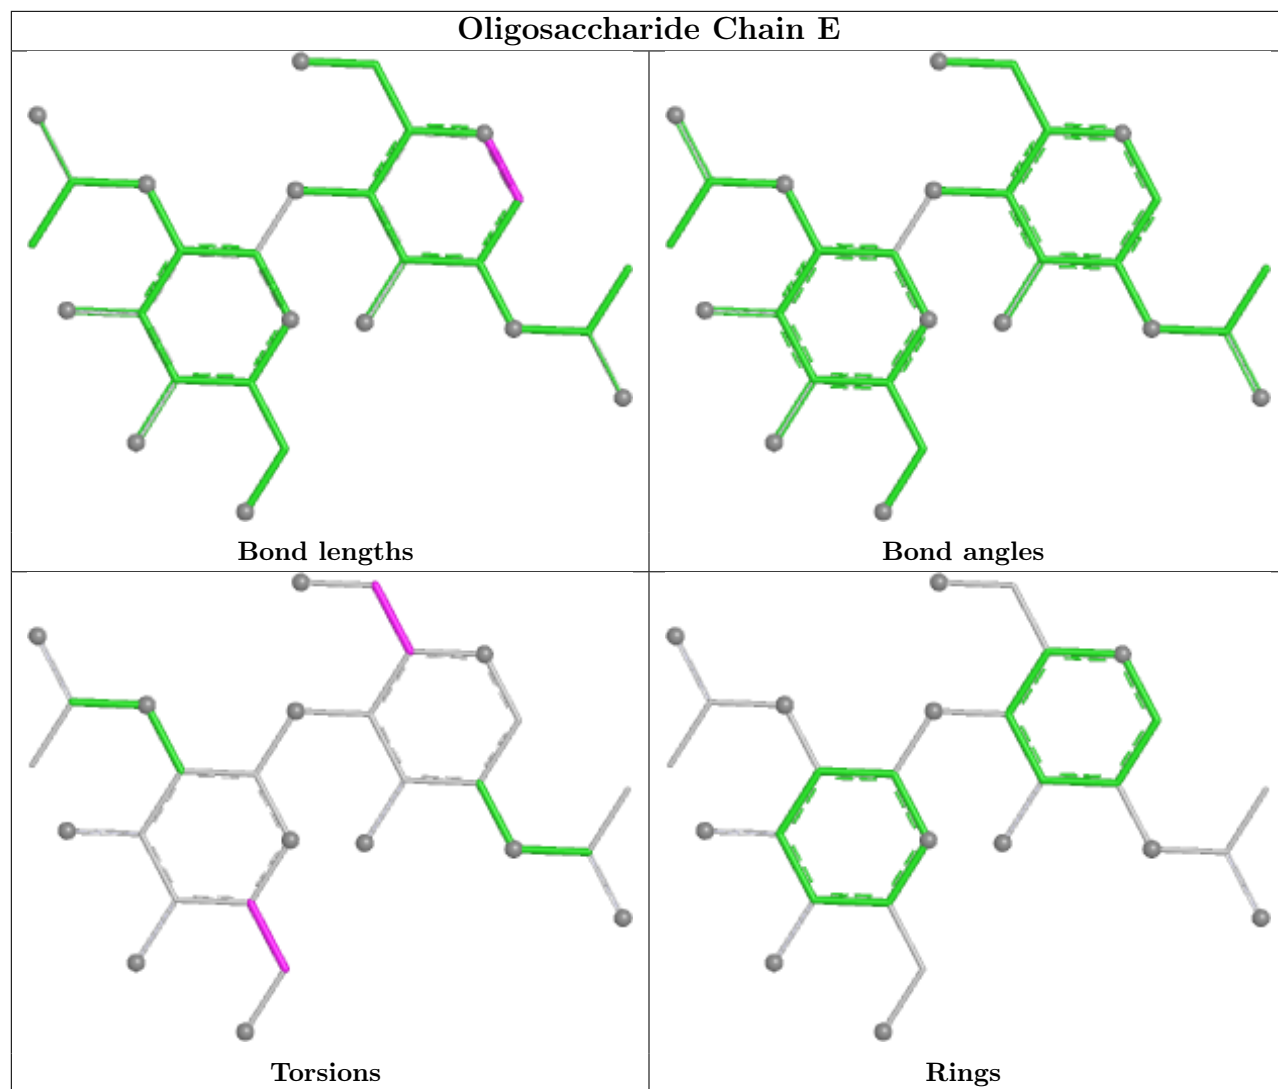 Oligosaccharide Chain E
Bond lengths
Bond angles
Torsions
Rings